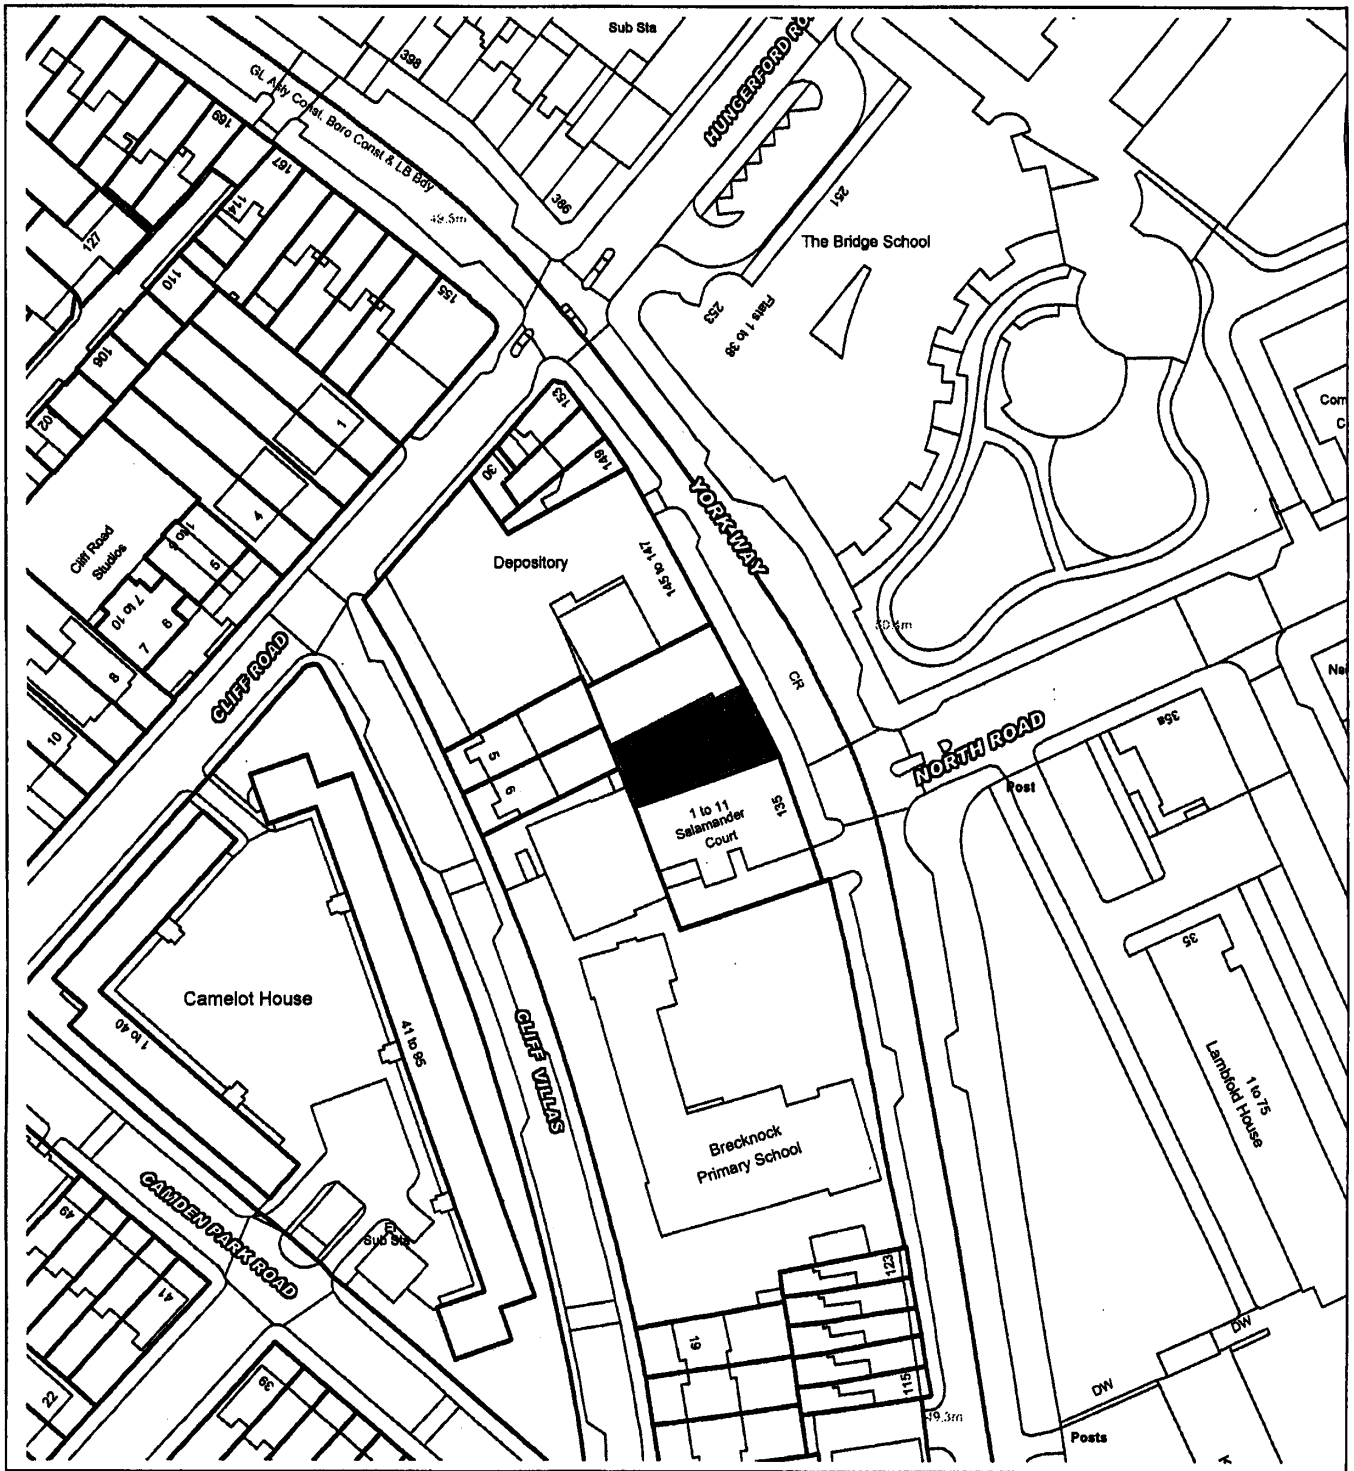 Sub Sta
HUNGERFORD RO
398
GL Asly Const, Boro Const & LB Bdy
169
167
386
114
251
49.5m
The Bridge School
127
110
155
253
Flats 1 to 38
106
1
153
Com
C
149
30
4
YORK WAY
Cliff Road
Studios
5
Depository
145 to 147
7 to 10
7
8
10
CLIFF ROAD
CR
5
6
NORTH ROAD
35a
Post
1 to 11
Salamander
Court
135
35
Camelot House
1 to 40
41 to 95
CLIFF VILLAS
1 to 75
Lambfold House
Brecknock
Primary School
CAMDEN PARK ROAD
49
El
Sub Sta
41
123
19
DW
39
115
DW
22
49.3m
Posts